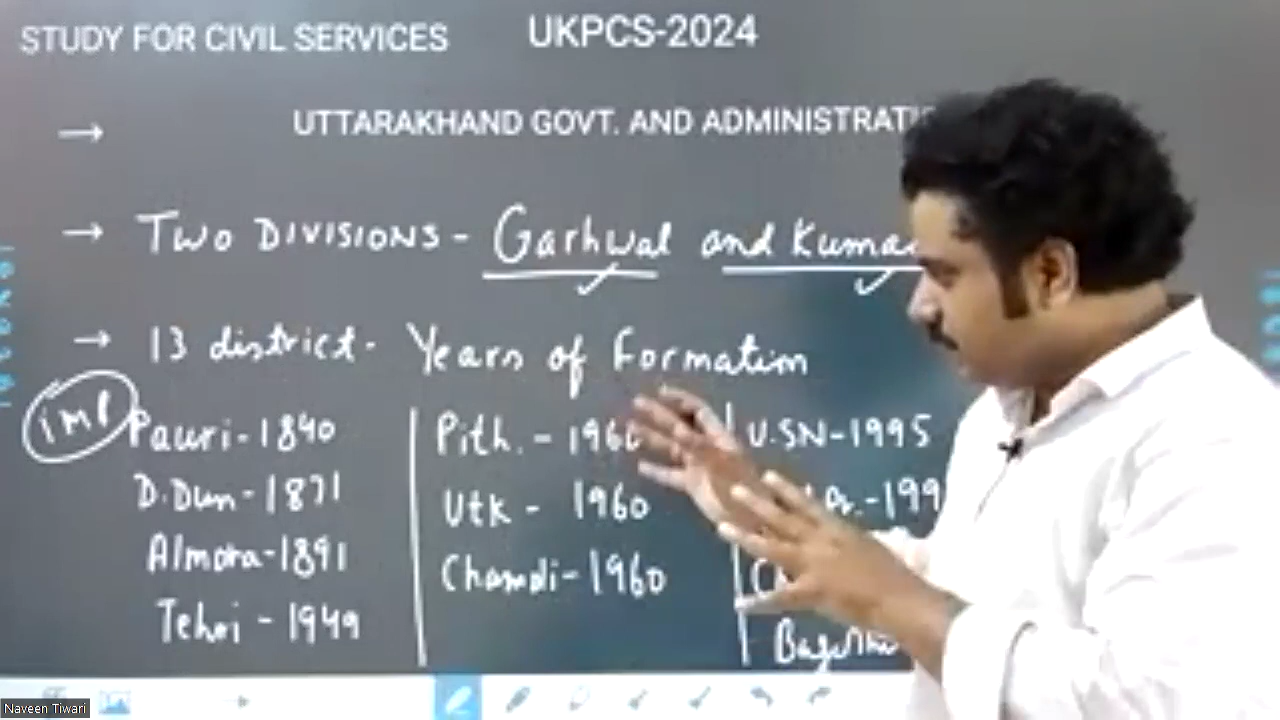 STUDY FOR CIVIL SERVICES UKPCS-2024
→ UTTARAKHAND GOVT. AND ADMINISTRATI
→ TWO DIVISIONS - Garhwal and Kumao
→ 13 district - Years of Formation
IMP
Pauri - 1840
D.Dun - 1871
Almora - 1891
Tehri - 1949
Pith. - 1960
Utk - 1960
Chamoli - 1960
U.SN - 1995
Naveen Tiwari